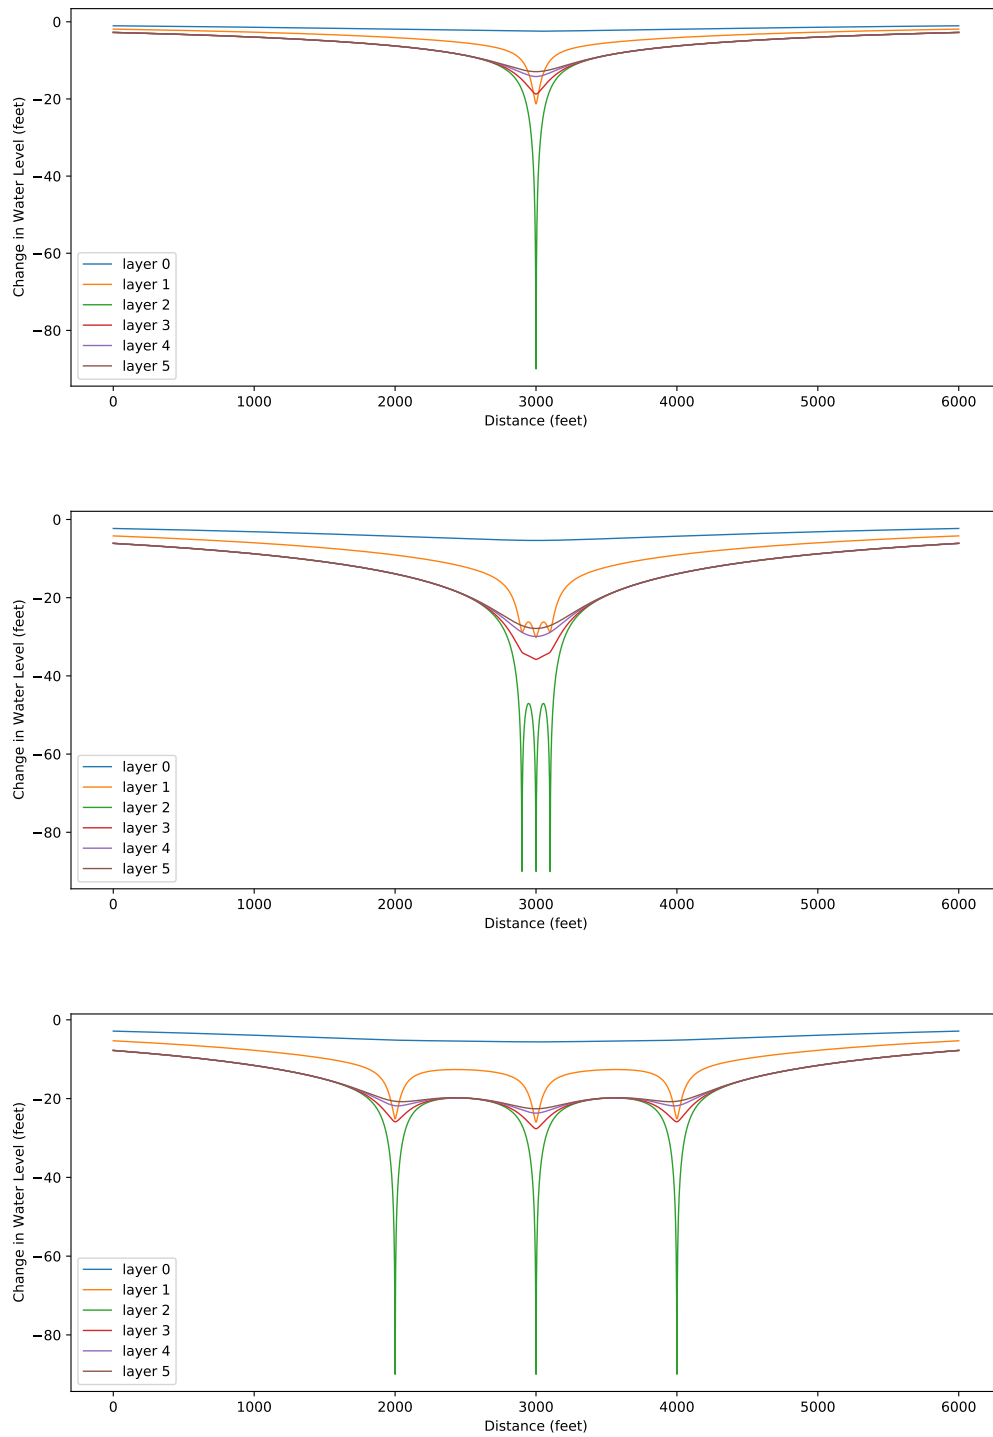 0
−20
−40
−60
−80
Change in Water Level (feet)
layer 0
layer 1
layer 2
layer 3
layer 4
layer 5
0 1000 2000 3000 4000 5000 6000
Distance (feet)
0
−20
−40
−60
−80
Change in Water Level (feet)
layer 0
layer 1
layer 2
layer 3
layer 4
layer 5
0 1000 2000 3000 4000 5000 6000
Distance (feet)
0
−20
−40
−60
−80
Change in Water Level (feet)
layer 0
layer 1
layer 2
layer 3
layer 4
layer 5
0 1000 2000 3000 4000 5000 6000
Distance (feet)